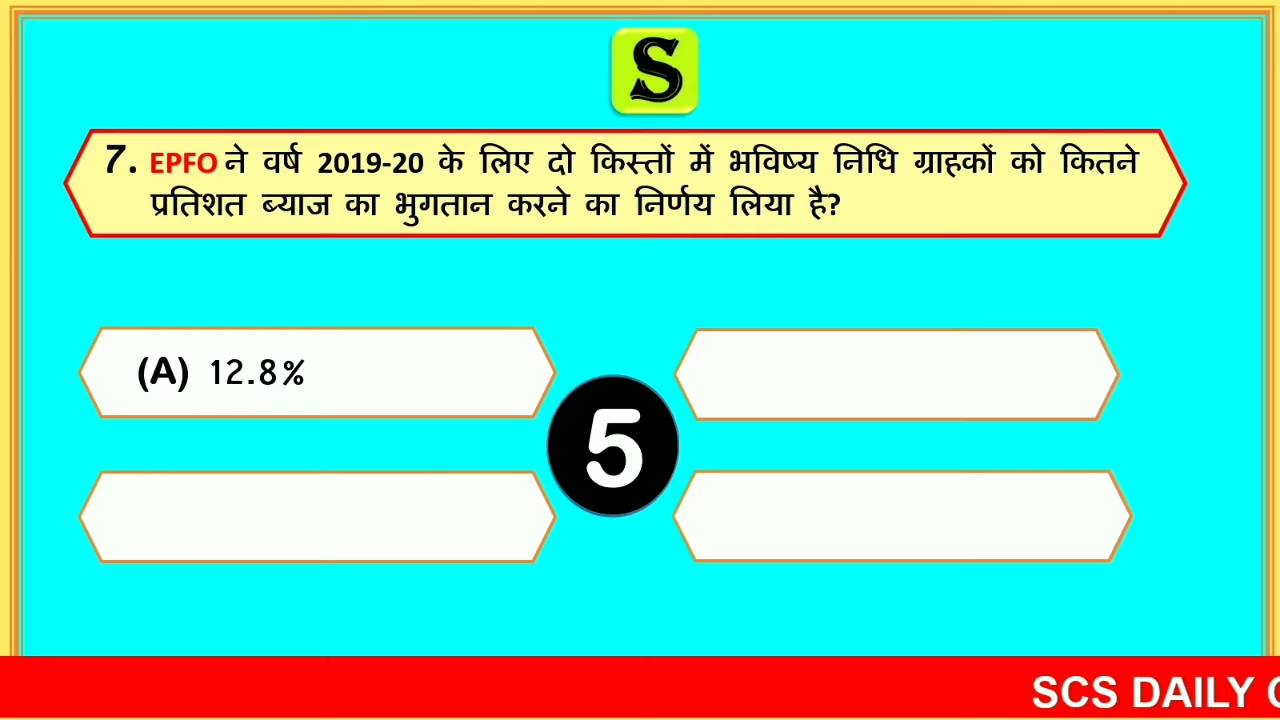 S
7. EPFO ने वर्ष 2019-20 के लिए दो किस्तों में भविष्य निधि ग्राहकों को कितने
प्रतिशत ब्याज का भुगतान करने का निर्णय लिया है?
(A) 12.8%
5
SCS DAILY